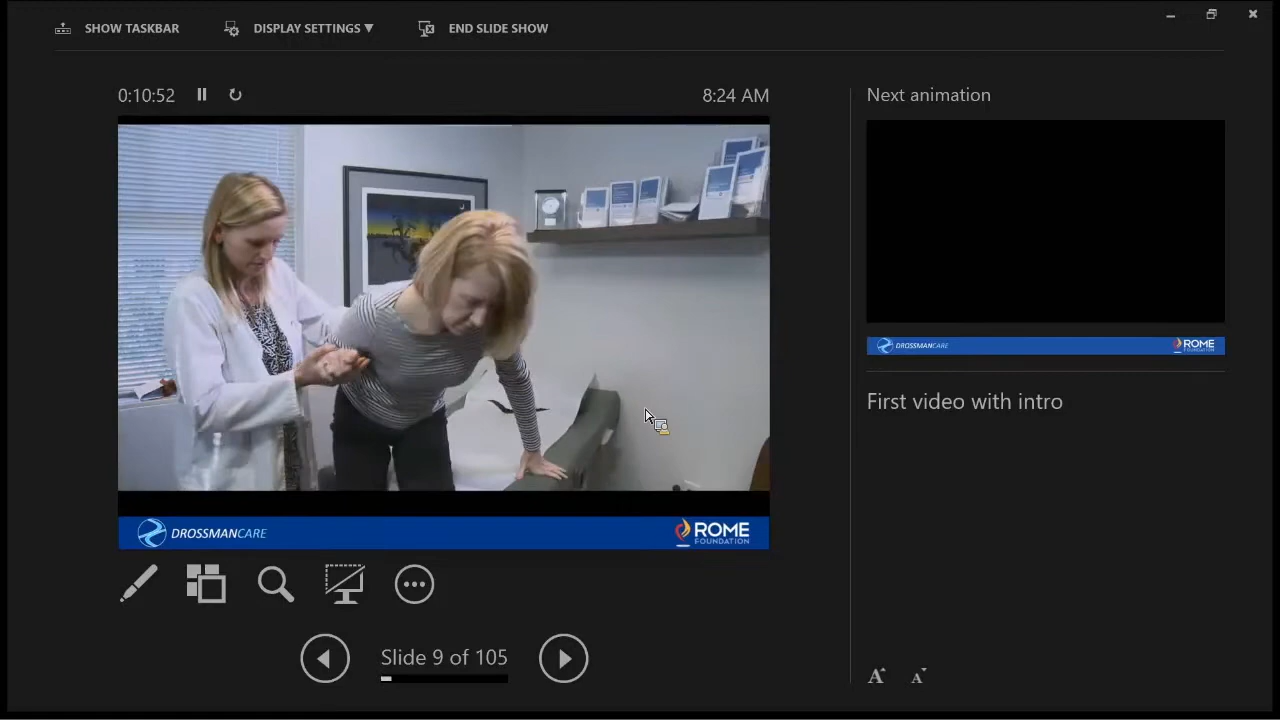 SHOW TASKBAR
DISPLAY SETTINGS ▼
END SLIDE SHOW
0:10:52
8:24 AM
Next animation
DROSSMANCARE
ROME
FOUNDATION
DROSSMANCARE
ROME
FOUNDATION
First video with intro
Slide 9 of 105
A
A